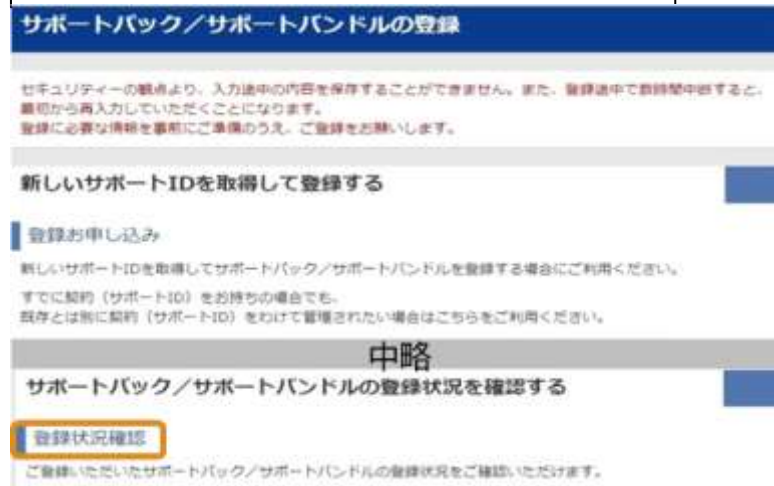 サポートパック／サポートバンドルの登録
セキュリティーの観点より、入力途中の内容を保存することができません。また、登録途中で数時間中断すると、
最初から再入力していただくことになります。
登録に必要な情報を事前にご準備のうえ、ご登録をお願いします。
新しいサポートIDを取得して登録する
登録お申し込み
新しいサポートIDを取得してサポートパック／サポートバンドルを登録する場合にご利用ください。
すでに契約（サポートID）をお持ちの場合でも、
既存とは別に契約（サポートID）をわけて管理されたい場合はこちらをご利用ください。
中略
サポートパック／サポートバンドルの登録状況を確認する
登録状況確認
ご登録いただいたサポートパック／サポートバンドルの登録状況をご確認いただけます。